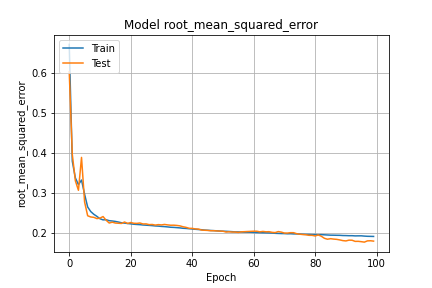 Model root_mean_squared_error
Train
Test
0.6
0.5
0.4
0.3
0.2
root_mean_squared_error
0 20 40 60 80 100
Epoch